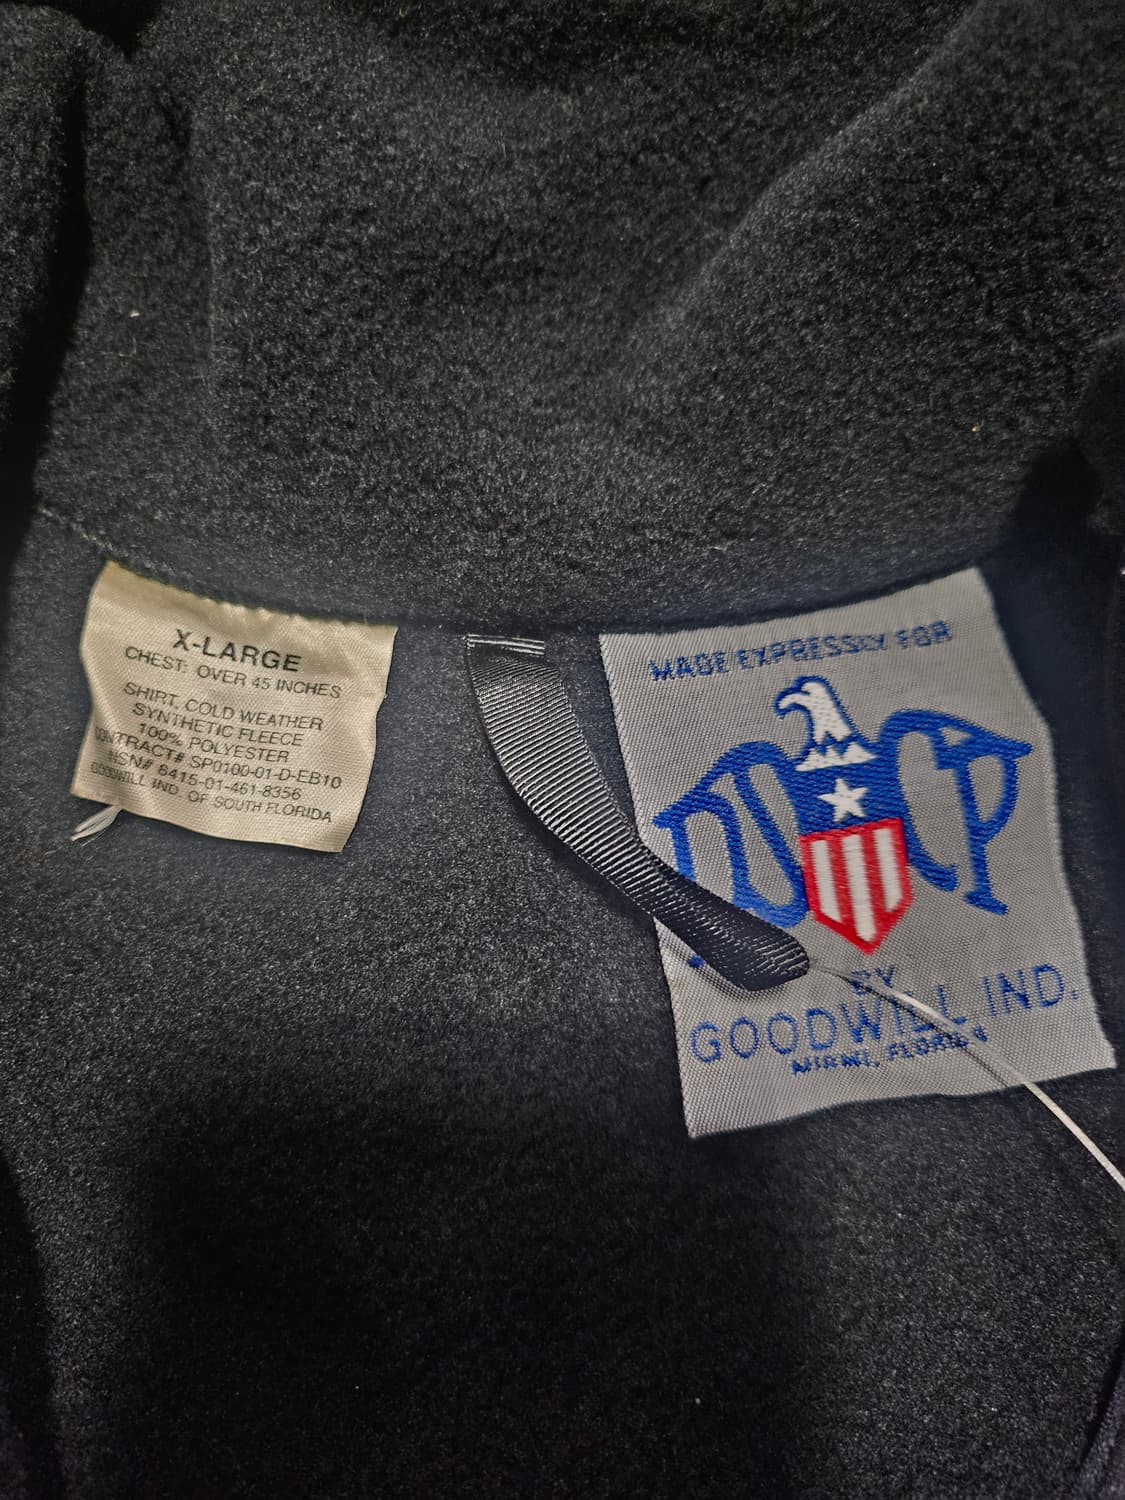 X-LARGE
CHEST: OVER 45 INCHES
SHIRT, COLD WEATHER
SYNTHETIC FLEECE
100% POLYESTER
CONTRACT# SP0100-01-D-EB10
NSN# 8415-01-461-8356
GOODWILL IND. OF SOUTH FLORIDA
MADE EXPRESSLY FOR
DSCP
BY
GOODWILL IND.
MIAMI, FLORIDA